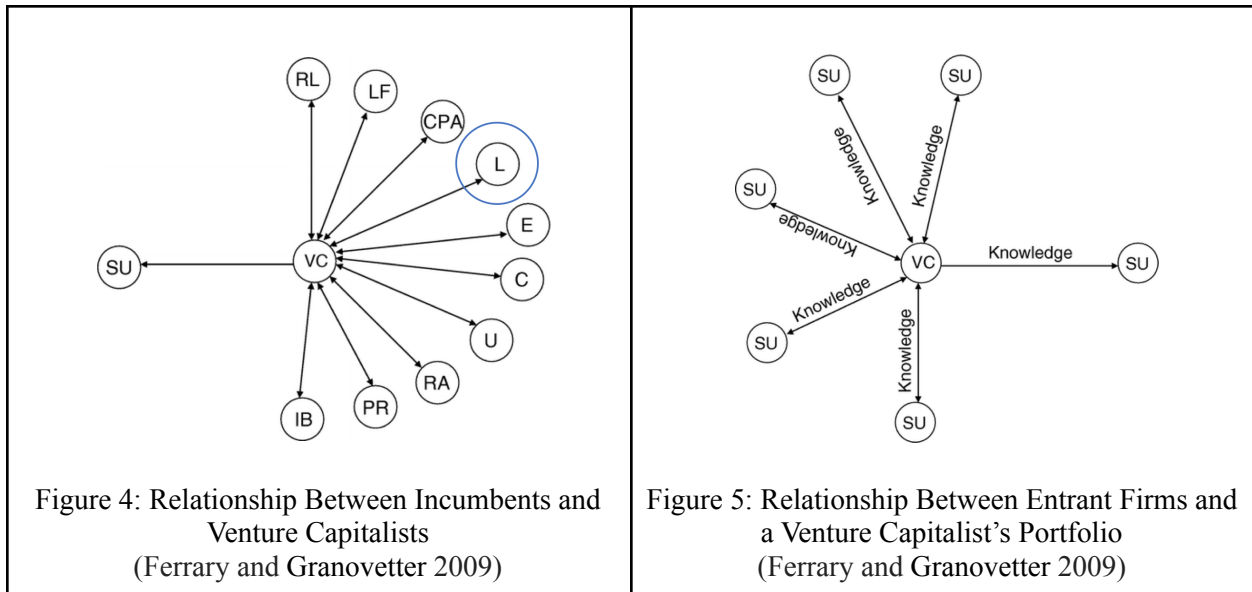 RL
LF
CPA
L
E
C
U
RA
PR
IB
SU
VC
Figure 4: Relationship Between Incumbents and
Venture Capitalists
(Ferrary and Granovetter 2009)
SU
SU
SU
SU
SU
SU
VC
Knowledge
Knowledge
Knowledge
Knowledge
Knowledge
Knowledge
Figure 5: Relationship Between Entrant Firms and
a Venture Capitalist’s Portfolio
(Ferrary and Granovetter 2009)